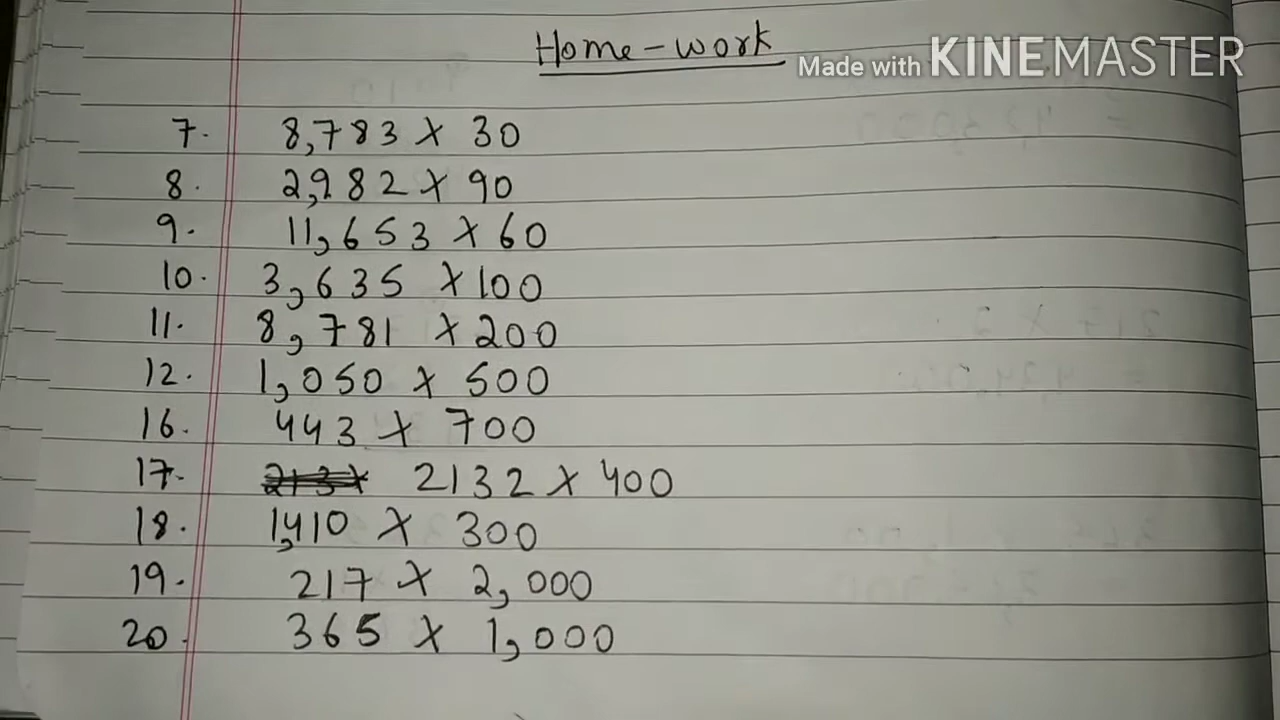 Home-work
Made with KINEMASTER
7. 8,783 X 30
8. 2,982 X 90
9. 11,653 X 60
10. 3,635 X 100
11. 8,781 X 200
12. 1,050 X 500
16. 443 X 700
17. 2132 X 400
18. 1,410 X 300
19. 217 X 2,000
20. 365 X 1,000